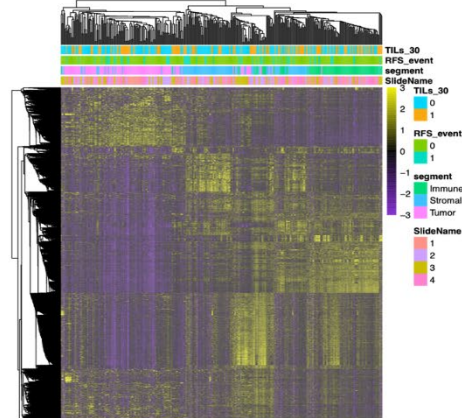 TILs_30
RFS_event
segment
SlideName
3
2
1
0
−1
−2
−3
TILs_30
0
1
RFS_event
0
1
segment
Immune
Stromal
Tumor
SlideName
1
2
3
4